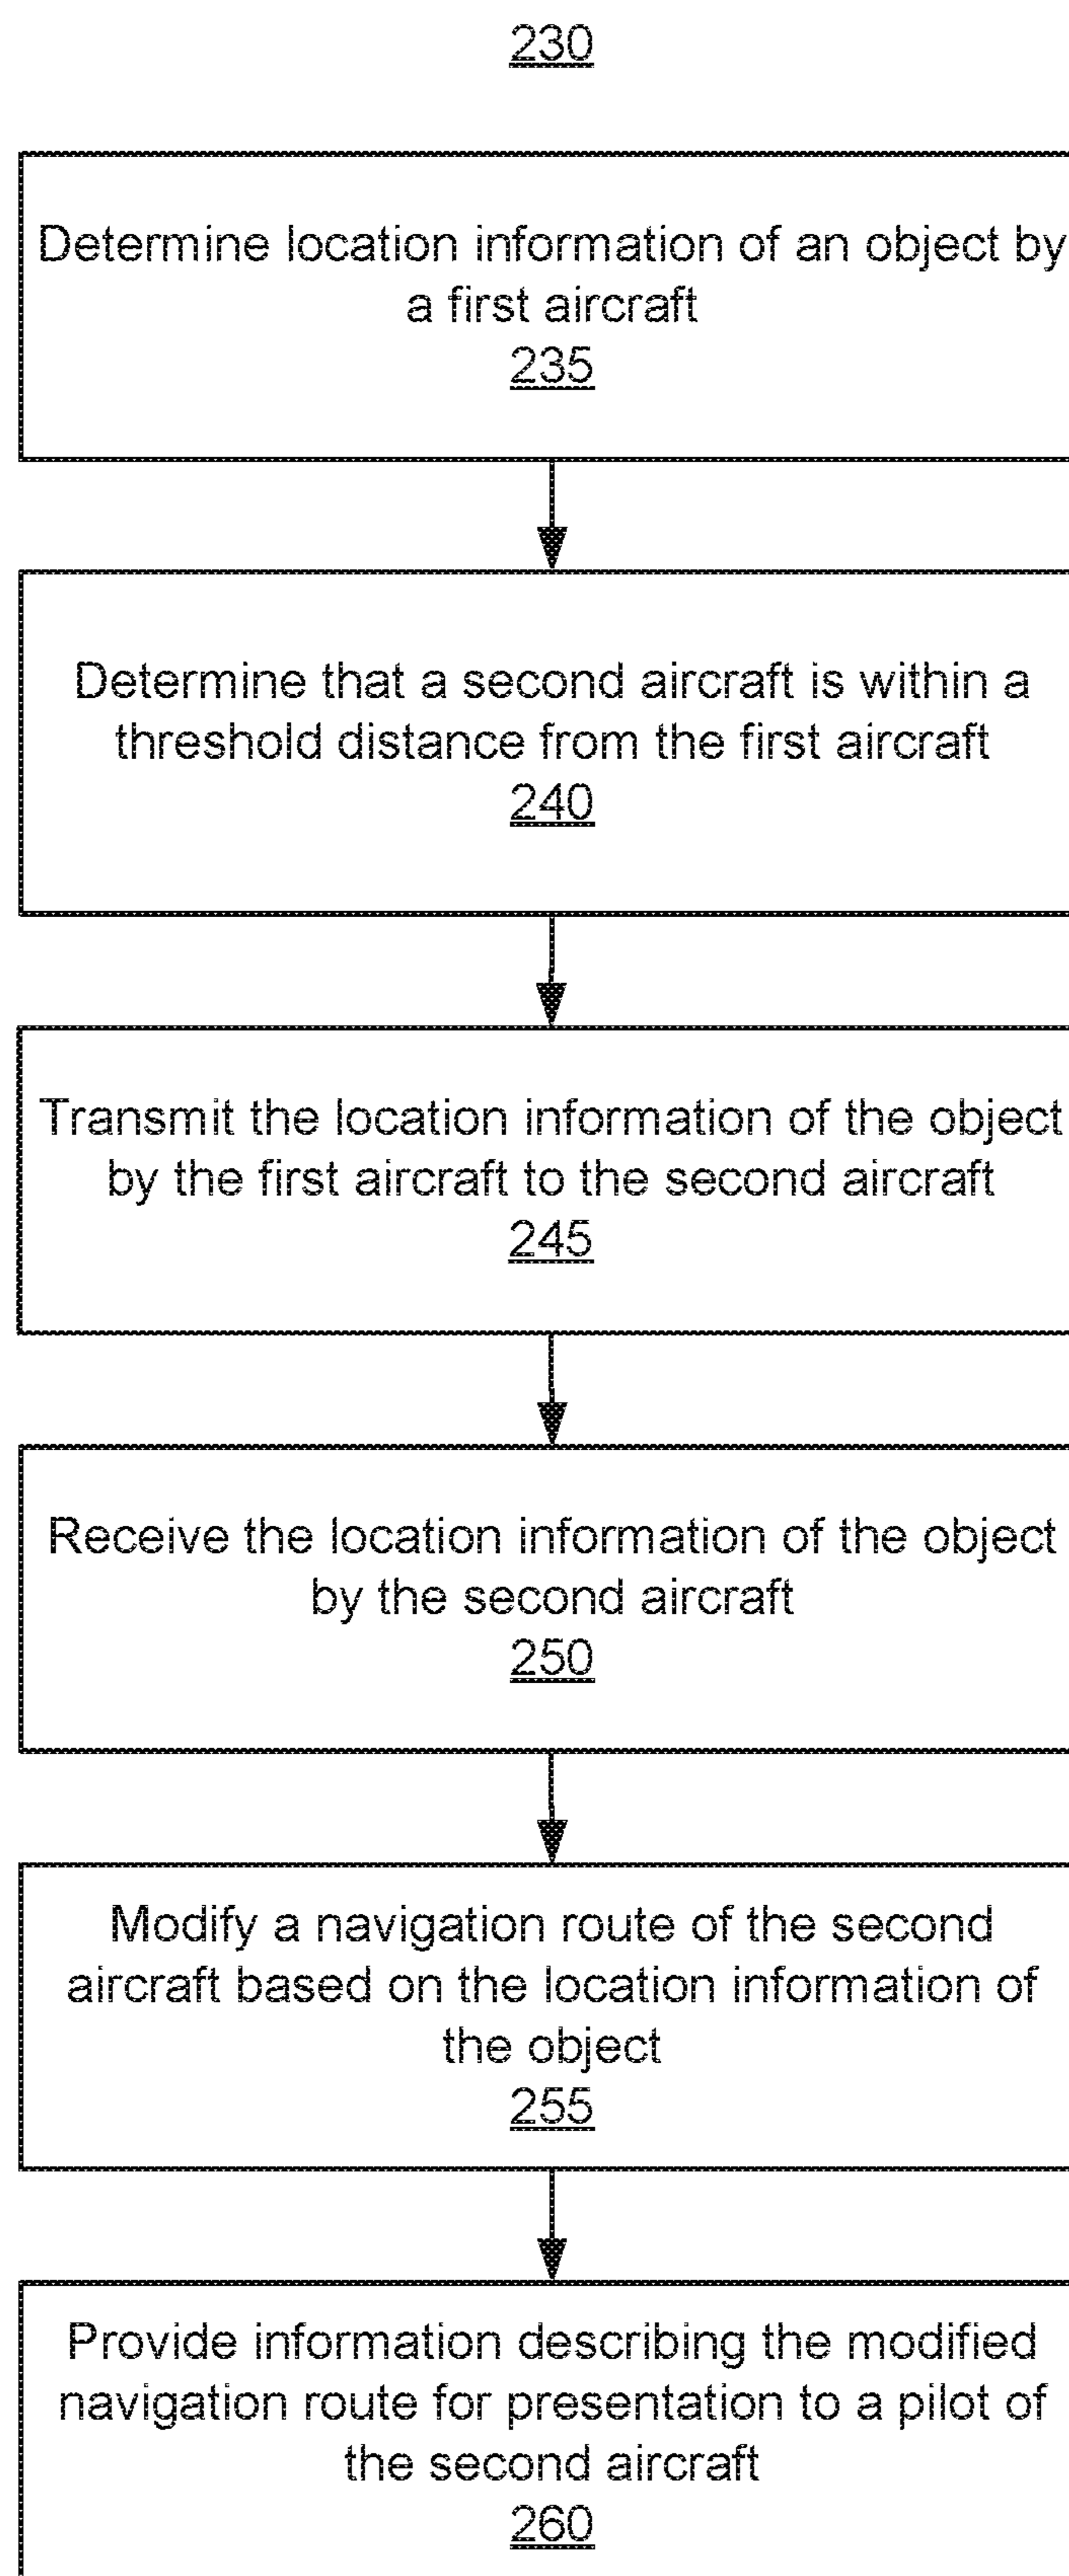 230
Determine location information of an object by
a first aircraft
235
Determine that a second aircraft is within a
threshold distance from the first aircraft
240
Transmit the location information of the object
by the first aircraft to the second aircraft
245
Receive the location information of the object
by the second aircraft
250
Modify a navigation route of the second
aircraft based on the location information of
the object
255
Provide information describing the modified
navigation route for presentation to a pilot of
the second aircraft
260